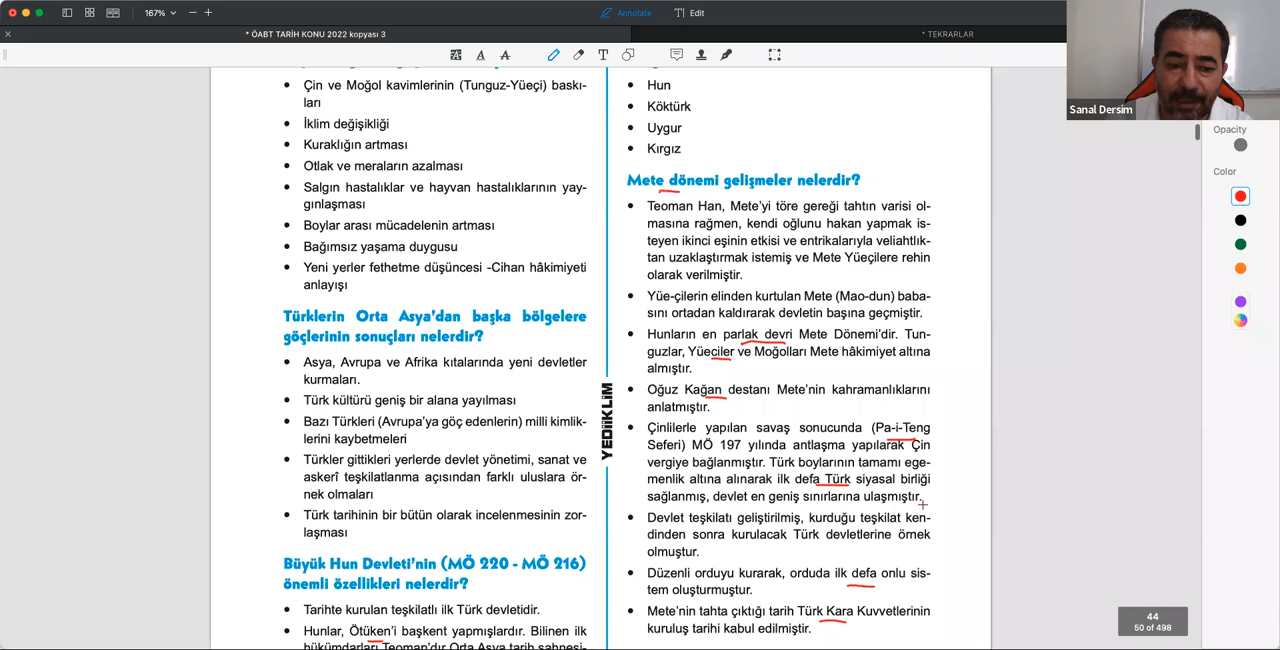 167%
Annotate
Edit
* ÖABT TARİH KONU 2022 kopyası 3
* TEKRARLAR
Sanal Dersim
Opacity
Color
Çin ve Moğol kavimlerinin (Tunguz-Yüeçi) baskı-
ları
İklim değişikliği
Kuraklığın artması
Otlak ve meraların azalması
Salgın hastalıklar ve hayvan hastalıklarının yay-
gınlaşması
Boylar arası mücadelenin artması
Bağımsız yaşama duygusu
Yeni yerler fethetme düşüncesi -Cihan hâkimiyeti
anlayışı
Türklerin Orta Asya'dan başka bölgelere
göçlerinin sonuçları nelerdir?
Asya, Avrupa ve Afrika kıtalarında yeni devletler
kurmaları.
Türk kültürü geniş bir alana yayılması
Bazı Türkleri (Avrupa'ya göç edenlerin) milli kimlik-
lerini kaybetmeleri
Türkler gittikleri yerlerde devlet yönetimi, sanat ve
askerî teşkilatlanma açısından farklı uluslara ör-
nek olmaları
Türk tarihinin bir bütün olarak incelenmesinin zor-
laşması
Büyük Hun Devleti'nin (MÖ 220 - MÖ 216)
önemli özellikleri nelerdir?
Tarihte kurulan teşkilatlı ilk Türk devletidir.
Hunlar, Ötüken'i başkent yapmışlardır. Bilinen ilk
hükümdarları Teoman'dır Orta Asya tarih sahnesi-
YEDİİKLİM
Hun
Köktürk
Uygur
Kırgız
Mete dönemi gelişmeler nelerdir?
Teoman Han, Mete'yi töre gereği tahtın varisi ol-
masına rağmen, kendi oğlunu hakan yapmak is-
teyen ikinci eşinin etkisi ve entrikalarıyla veliahtlık-
tan uzaklaştırmak istemiş ve Mete Yüeçilere rehin
olarak verilmiştir.
Yüe-çilerin elinden kurtulan Mete (Mao-dun) baba-
sını ortadan kaldırarak devletin başına geçmiştir.
Hunların en parlak devri Mete Dönemi'dir. Tun-
guzlar, Yüeciler ve Moğolları Mete hâkimiyet altına
almıştır.
Oğuz Kağan destanı Mete'nin kahramanlıklarını
anlatmıştır.
Çinlilerle yapılan savaş sonucunda (Pa-i-Teng
Seferi) MÖ 197 yılında antlaşma yapılarak Çin
vergiye bağlanmıştır. Türk boylarının tamamı ege-
menlik altına alınarak ilk defa Türk siyasal birliği
sağlanmış, devlet en geniş sınırlarına ulaşmıştır.
Devlet teşkilatı geliştirilmiş, kurduğu teşkilat ken-
dinden sonra kurulacak Türk devletlerine örnek
olmuştur.
Düzenli orduyu kurarak, orduda ilk defa onlu sis-
tem oluşturmuştur.
Mete'nin tahta çıktığı tarih Türk Kara Kuvvetlerinin
kuruluş tarihi kabul edilmiştir.
44
50 of 498